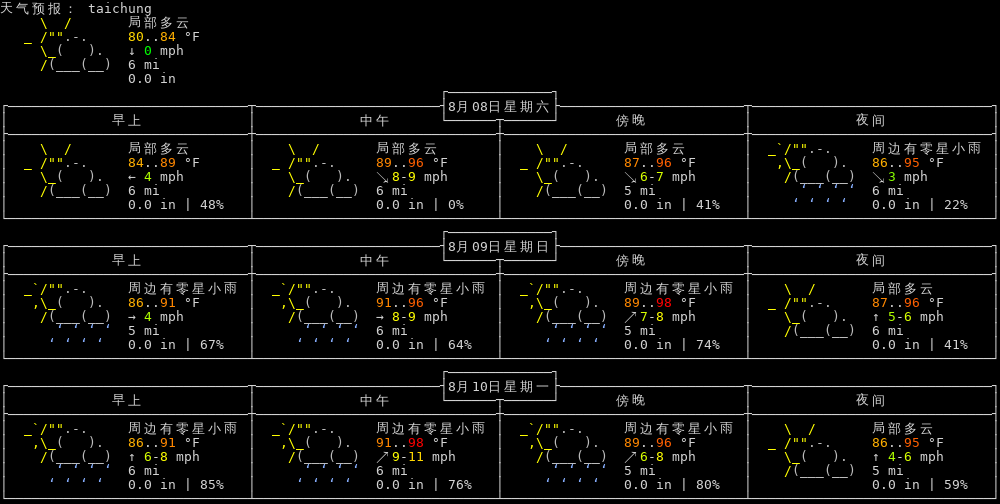 天气预报： taichung
局部多云
80..84 °F
↓ 0 mph
6 mi
0.0 in
8月08日星期六
早上 中午 傍晚 夜间
局部多云 局部多云 局部多云 周边有零星小雨
84..89 °F 89..96 °F 87..96 °F 86..95 °F
← 4 mph ↘ 8-9 mph ↘ 6-7 mph ↘ 3 mph
6 mi 6 mi 5 mi 6 mi
0.0 in | 48% 0.0 in | 0% 0.0 in | 41% 0.0 in | 22%
8月09日星期日
早上 中午 傍晚 夜间
周边有零星小雨 周边有零星小雨 周边有零星小雨 局部多云
86..91 °F 91..96 °F 89..98 °F 87..96 °F
→ 4 mph → 8-9 mph ↗ 7-8 mph ↑ 5-6 mph
5 mi 6 mi 5 mi 6 mi
0.0 in | 67% 0.0 in | 64% 0.0 in | 74% 0.0 in | 41%
8月10日星期一
早上 中午 傍晚 夜间
周边有零星小雨 周边有零星小雨 周边有零星小雨 局部多云
86..91 °F 91..98 °F 89..96 °F 86..95 °F
↑ 6-8 mph ↗ 9-11 mph ↗ 6-8 mph ↑ 4-6 mph
6 mi 6 mi 5 mi 5 mi
0.0 in | 85% 0.0 in | 76% 0.0 in | 80% 0.0 in | 59%